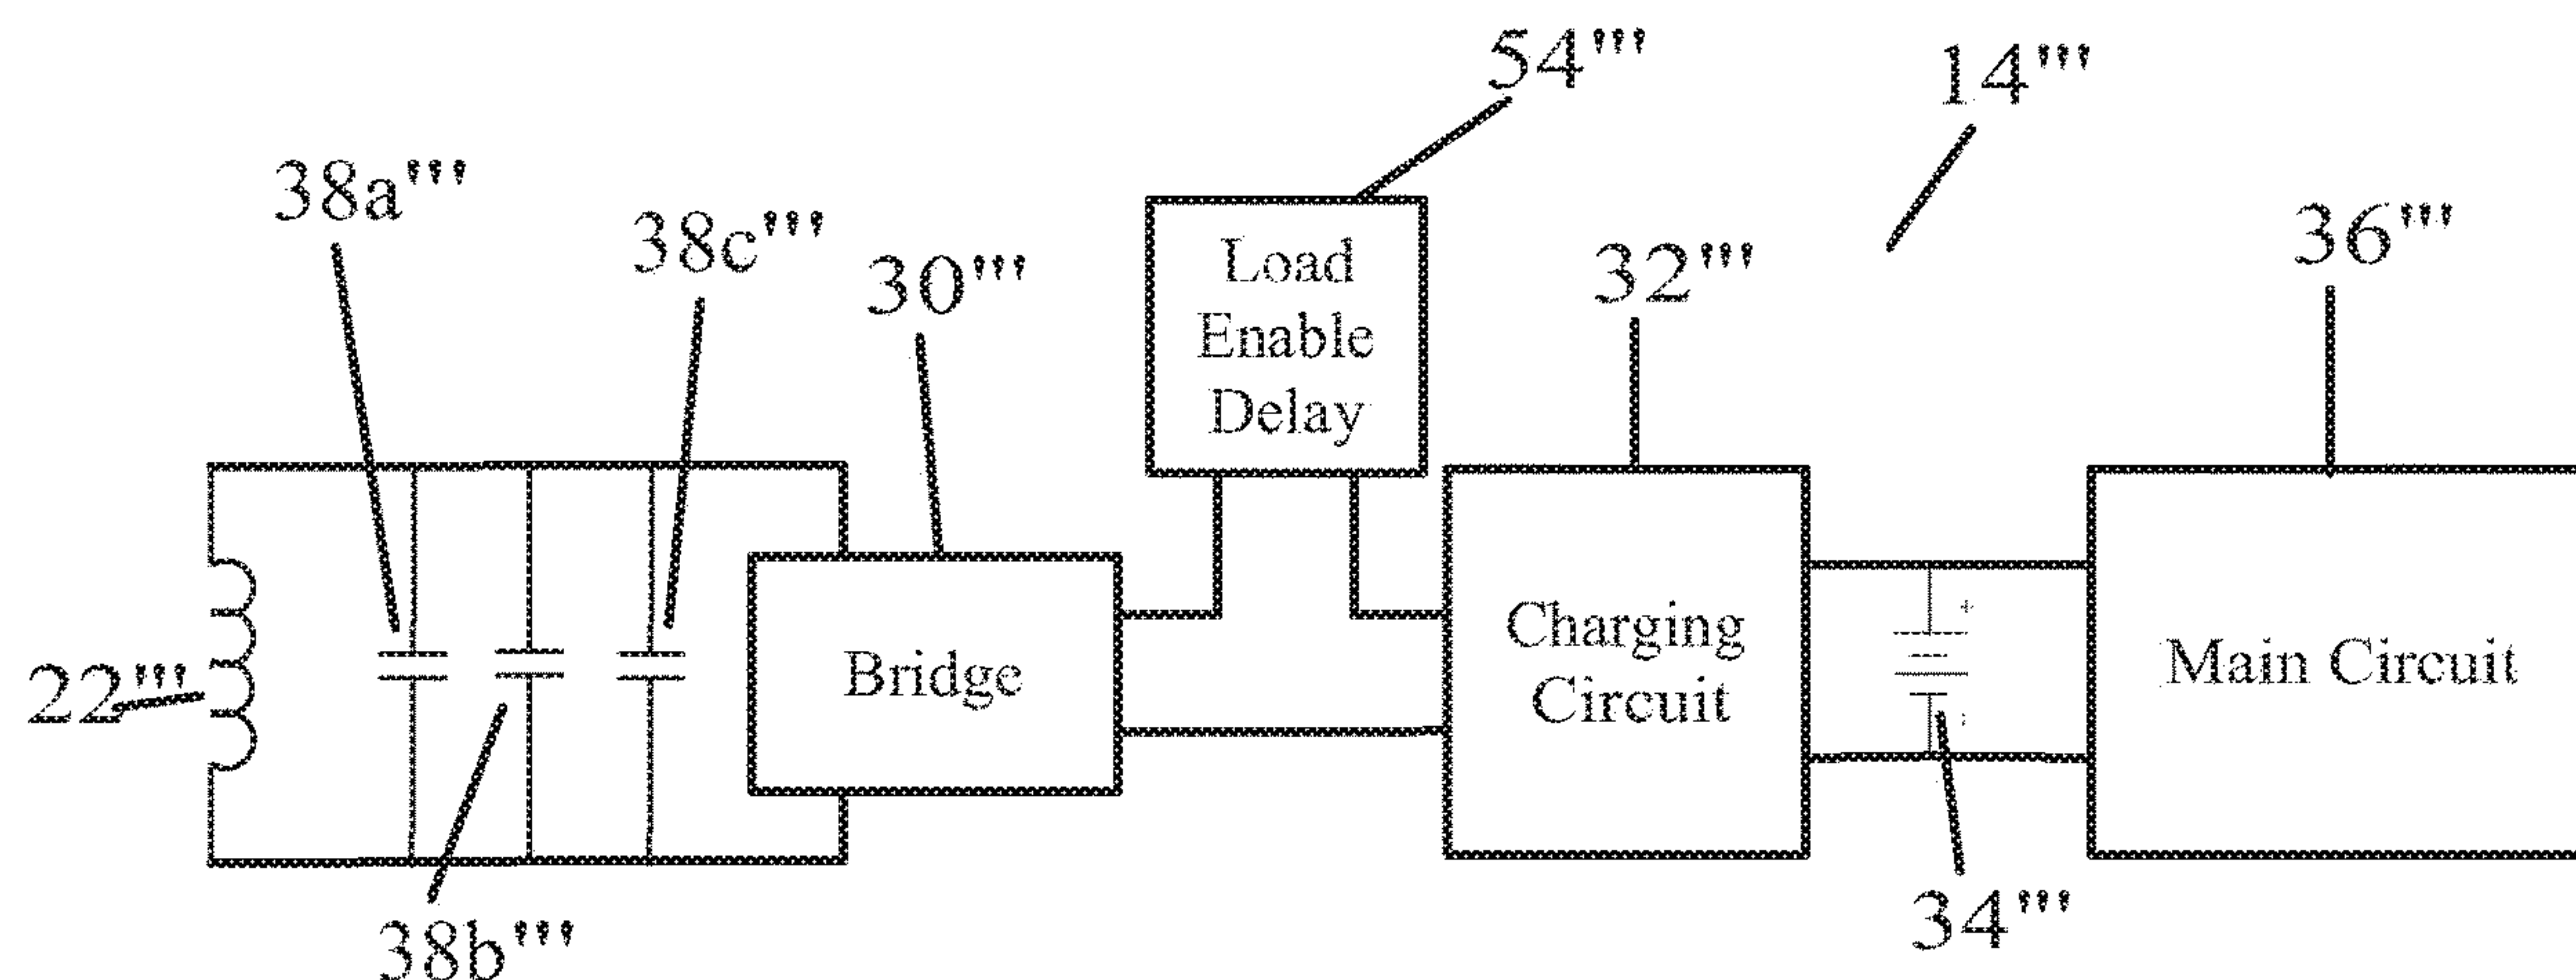 54'''
14'''
38a'''
38c'''
30'''
32'''
36'''
Load
Enable
Delay
22'''
Bridge
Charging
Circuit
Main Circuit
+
38b'''
34'''